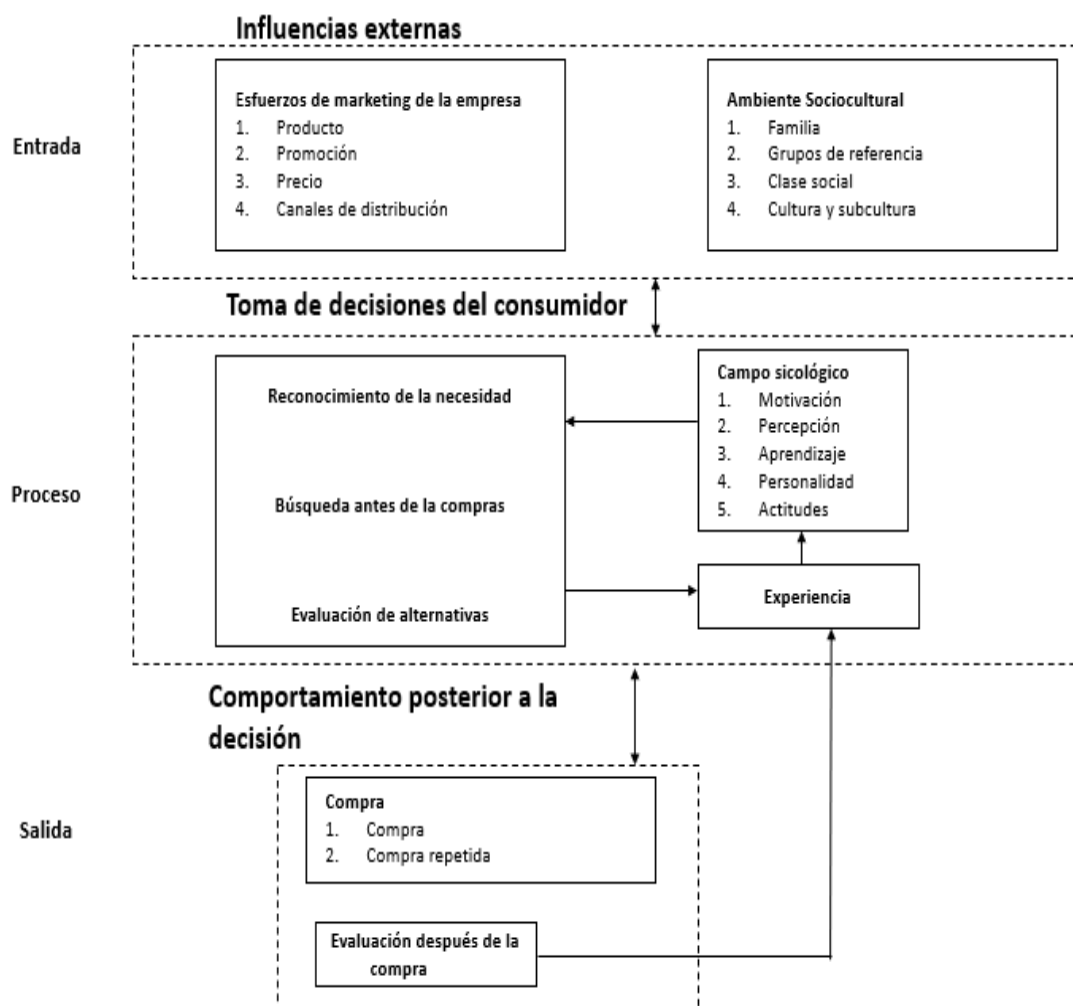 Influencias externas
Entrada
Esfuerzos de marketing de la empresa
1. Producto
2. Promoción
3. Precio
4. Canales de distribución
Ambiente Sociocultural
1. Familia
2. Grupos de referencia
3. Clase social
4. Cultura y subcultura
Toma de decisiones del consumidor
Proceso
Reconocimiento de la necesidad
Búsqueda antes de la compras
Evaluación de alternativas
Campo sicológico
1. Motivación
2. Percepción
3. Aprendizaje
4. Personalidad
5. Actitudes
Experiencia
Comportamiento posterior a la
decisión
Salida
Compra
1. Compra
2. Compra repetida
Evaluación después de la
compra